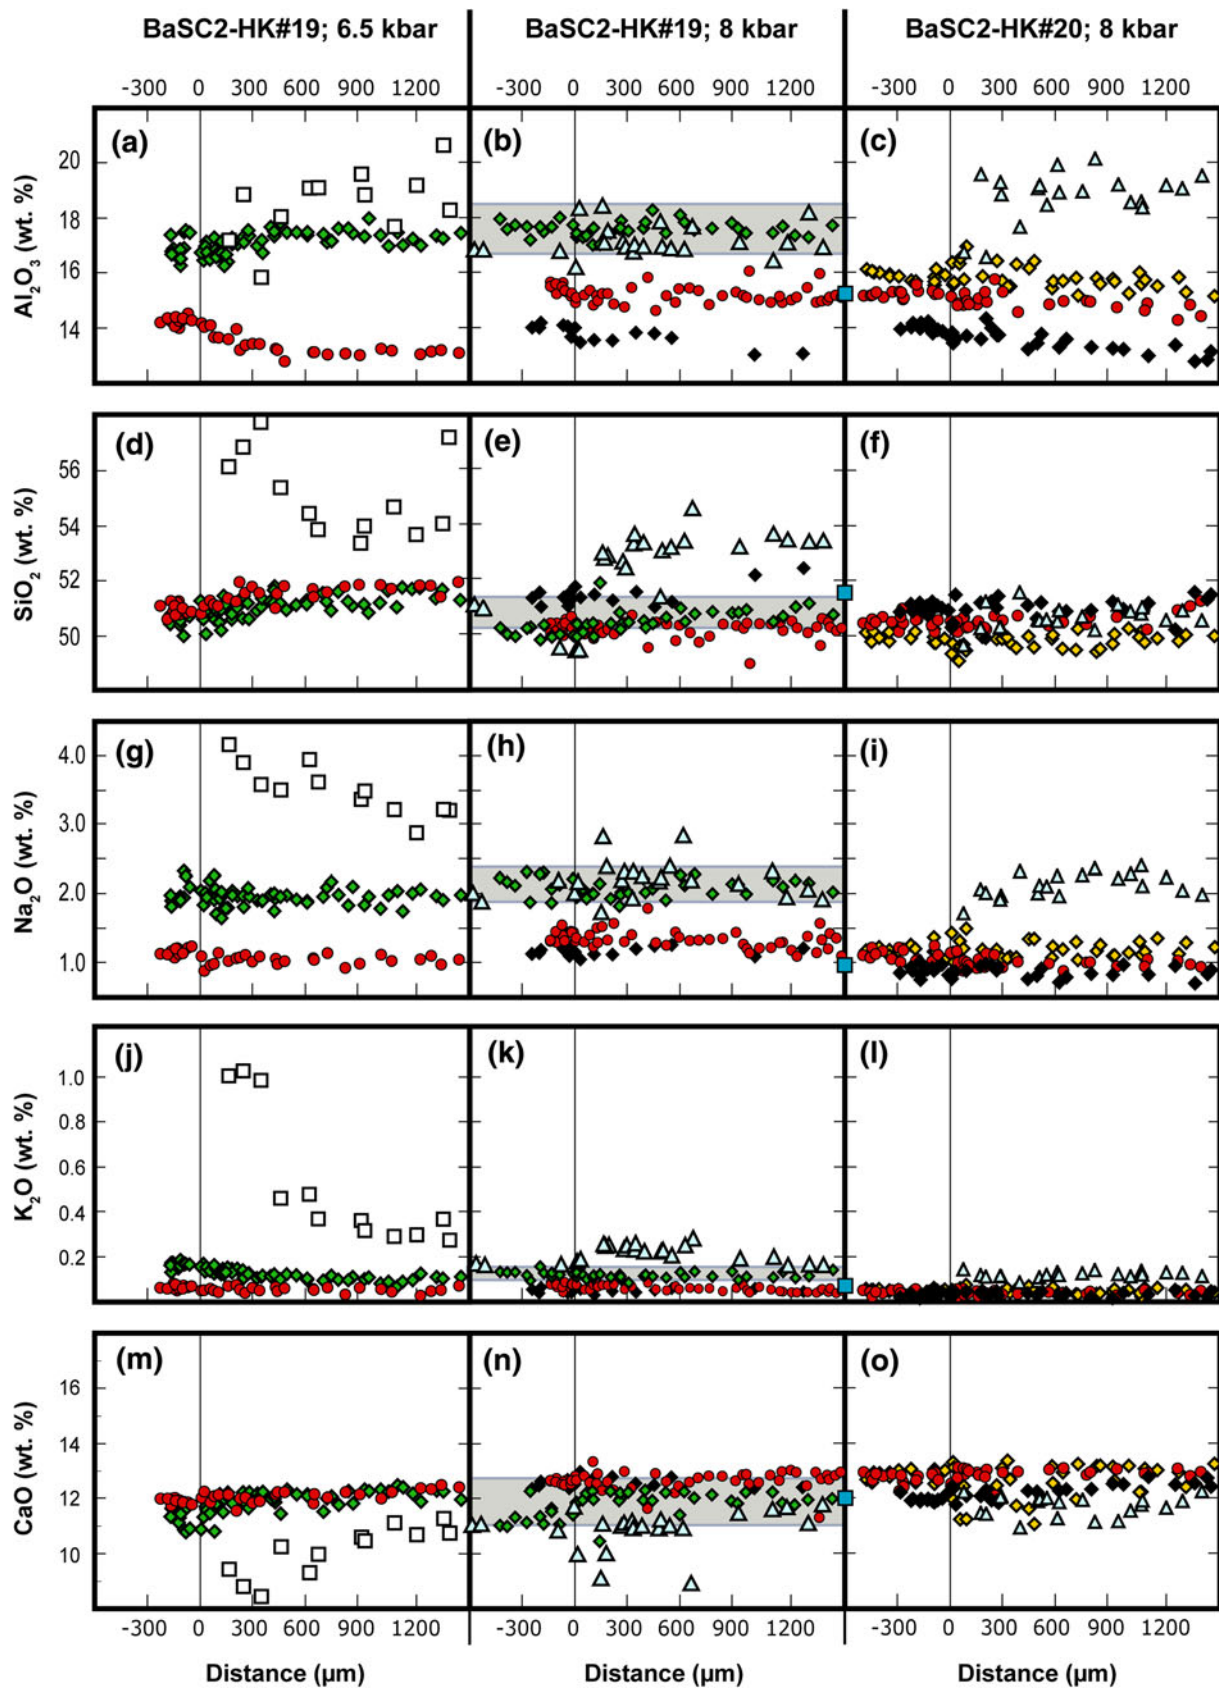 BaSC2-HK#19; 6.5 kbar BaSC2-HK#19; 8 kbar BaSC2-HK#20; 8 kbar
-300 0 300 600 900 1200 -300 0 300 600 900 1200 -300 0 300 600 900 1200
(a) (b) (c)
Al₂O₃ (wt. %)
20
18
16
14
(d) (e) (f)
SiO₂ (wt. %)
56
54
52
50
(g) (h) (i)
Na₂O (wt. %)
4.0
3.0
2.0
1.0
(j) (k) (l)
K₂O (wt. %)
1.0
0.8
0.6
0.4
0.2
(m) (n) (o)
CaO (wt. %)
16
14
12
10
-300 0 300 600 900 1200 -300 0 300 600 900 1200 -300 0 300 600 900 1200
Distance (µm) Distance (µm) Distance (µm)